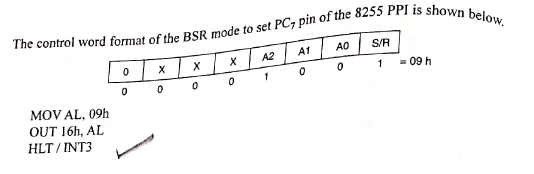 The control word format of the BSR mode to set PC₇ pin of the 8255 PPI is shown below.
0 X X X A2 A1 A0 S/R
0 0 0 0 1 0 0 1 = 09 h
MOV AL, 09h
OUT 16h, AL
HLT / INT3